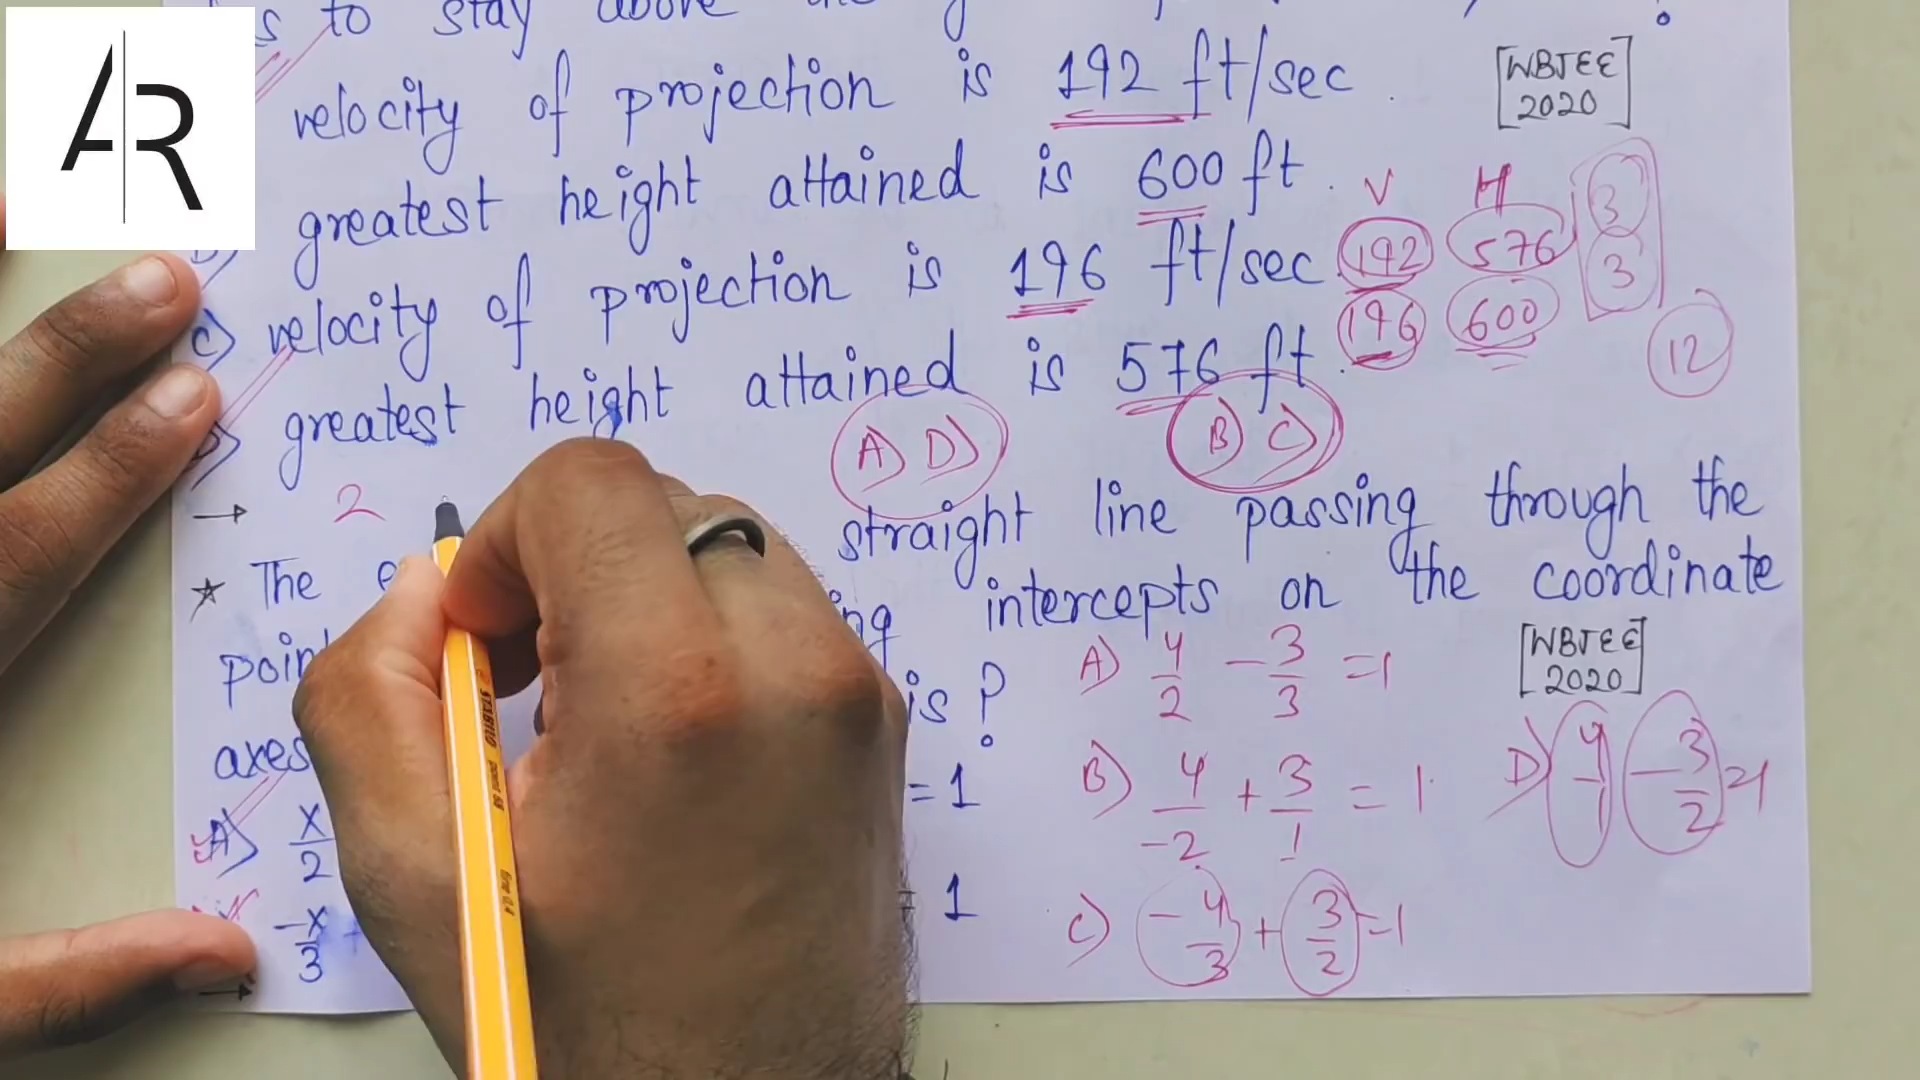 AR
to stay above
velocity of projection is 192 ft/sec.
[WBJEE 2020]
greatest height attained is 600 ft.
V H
192 576 3
3
C) velocity of projection is 196 ft/sec
196 600
12
D) greatest height attained is 576 ft.
A) D) B) C)
→ 2
straight line passing through the
★ The
intercepts on the coordinate
A) 4/2 - 3/3 = 1
[WBJEE 2020]
axes is ?
B) 4/-2 + 3/1 = 1
D) 4/1 - 3/2 = 1
A) x/2 = 1
C) -4/3 + 3/2 = 1
-x/3 + = 1
→